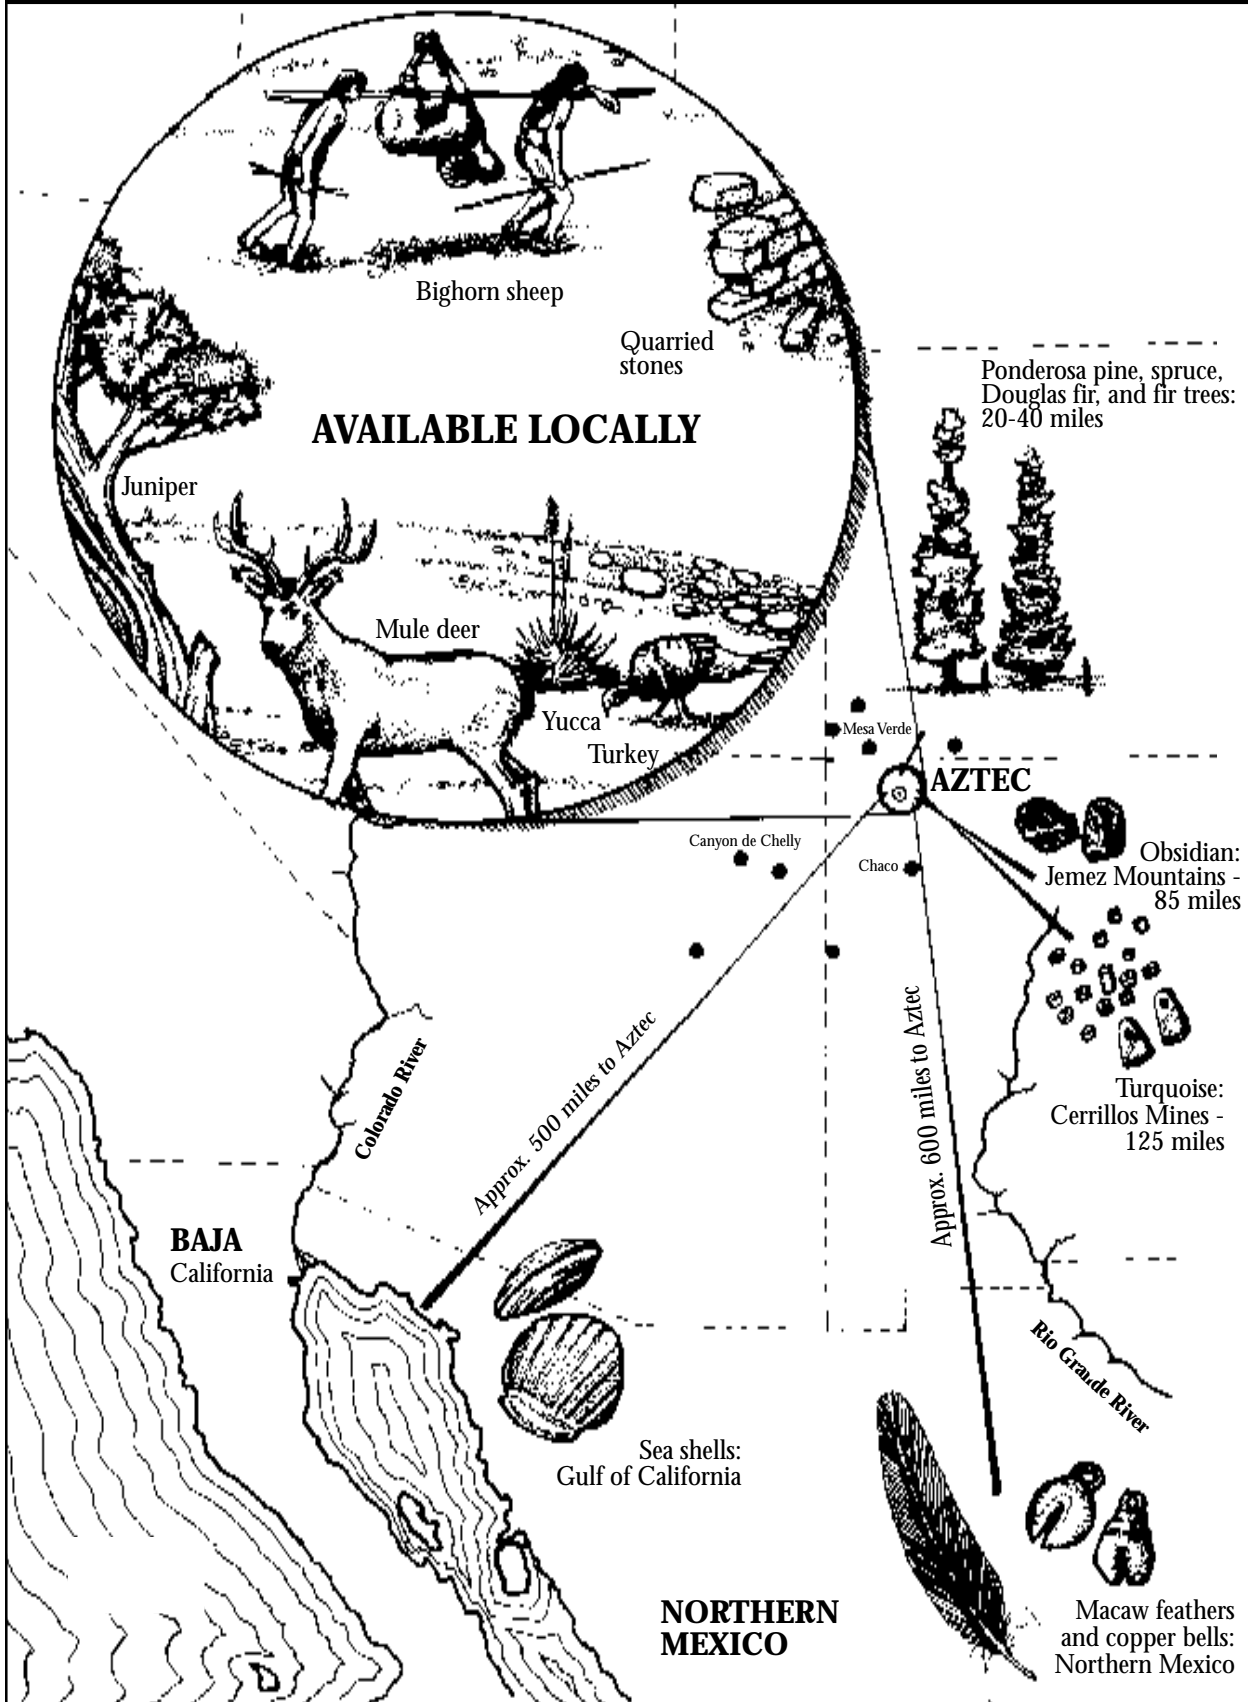 Bighorn sheep
Quarried
stones
Ponderosa pine, spruce,
Douglas fir, and fir trees:
20-40 miles
AVAILABLE LOCALLY
Juniper
Mule deer
Yucca
Turkey
Mesa Verde
AZTEC
Canyon de Chelly
Chaco
Obsidian:
Jemez Mountains -
85 miles
Colorado River
Approx. 500 miles to Aztec
Approx. 600 miles to Aztec
Turquoise:
Cerrillos Mines -
125 miles
BAJA
California
Rio Grande River
Sea shells:
Gulf of California
NORTHERN
MEXICO
Macaw feathers
and copper bells:
Northern Mexico